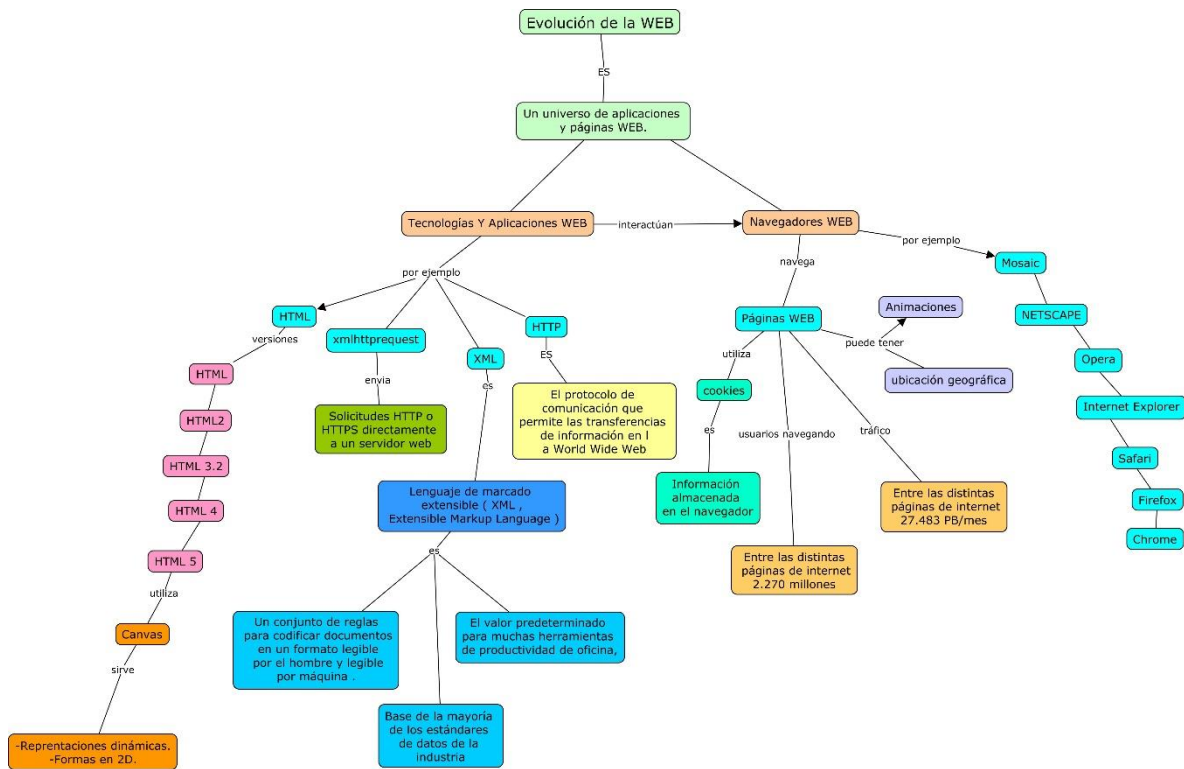 Evolución de la WEB
ES
Un universo de aplicaciones
y páginas WEB.
Tecnologías Y Aplicaciones WEB
interactúan
Navegadores WEB
por ejemplo
por ejemplo
navega
Mosaic
HTML
versiones
xmlhttprequest
XML
HTTP
Páginas WEB
Animaciones
NETSCAPE
puede tener
ubicación geográfica
Opera
HTML
envia
es
ES
utiliza
cookies
Internet Explorer
HTML2
Solicitudes HTTP o
HTTPS directamente
a un servidor web
El protocolo de
comunicación que
permite las transferencias
de información en l
a World Wide Web
es
usuarios navegando
tráfico
Safari
HTML 3.2
HTML 4
Lenguaje de marcado
extensible ( XML ,
Extensible Markup Language )
Información
almacenada
en el navegador
Entre las distintas
páginas de internet
27.483 PB/mes
Firefox
Chrome
HTML 5
es
Entre las distintas
páginas de internet
2.270 millones
utiliza
Canvas
Un conjunto de reglas
para codificar documentos
en un formato legible
por el hombre y legible
por máquina .
El valor predeterminado
para muchas herramientas
de productividad de oficina,
sirve
Base de la mayoría
de los estándares
de datos de la
industria
-Reprentaciones dinámicas.
-Formas en 2D.